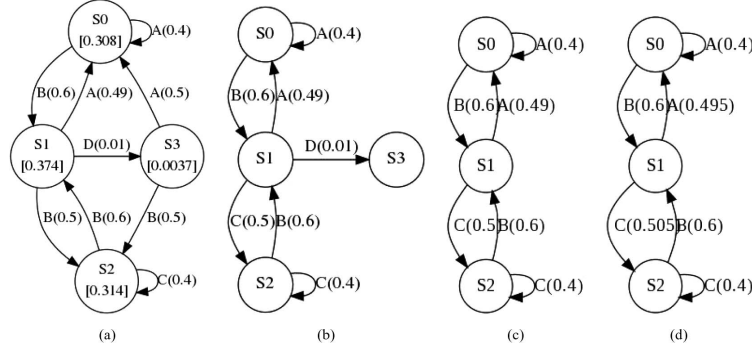 S0
[0.308]
A(0.4)
B(0.6)
A(0.49)
A(0.5)
S1
[0.374]
D(0.01)
S3
[0.0037]
B(0.5)
B(0.6)
B(0.5)
S2
[0.314]
C(0.4)
(a)
S0
A(0.4)
B(0.6)
A(0.49)
S1
D(0.01)
S3
C(0.5)
B(0.6)
S2
C(0.4)
(b)
S0
A(0.4)
B(0.6)
A(0.49)
S1
C(0.5)
B(0.6)
S2
C(0.4)
(c)
S0
A(0.4)
B(0.6)
A(0.495)
S1
C(0.505)
B(0.6)
S2
C(0.4)
(d)